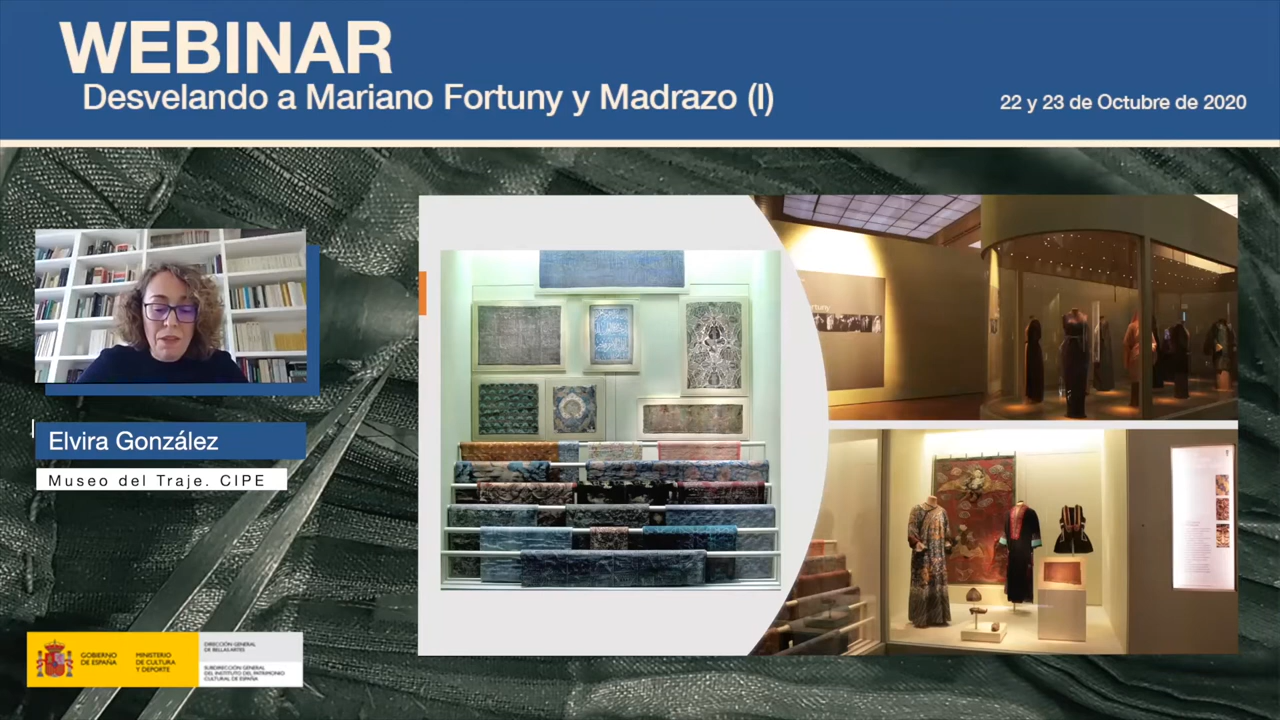 WEBINAR
Desvelando a Mariano Fortuny y Madrazo (I)
22 y 23 de Octubre de 2020
Elvira González
Museo del Traje. CIPE
GOBIERNO
DE ESPAÑA
MINISTERIO
DE CULTURA
Y DEPORTE
DIRECCIÓN GENERAL
DE BELLAS ARTES
SUBDIRECCIÓN GENERAL
DEL INSTITUTO DEL PATRIMONIO
CULTURAL DE ESPAÑA